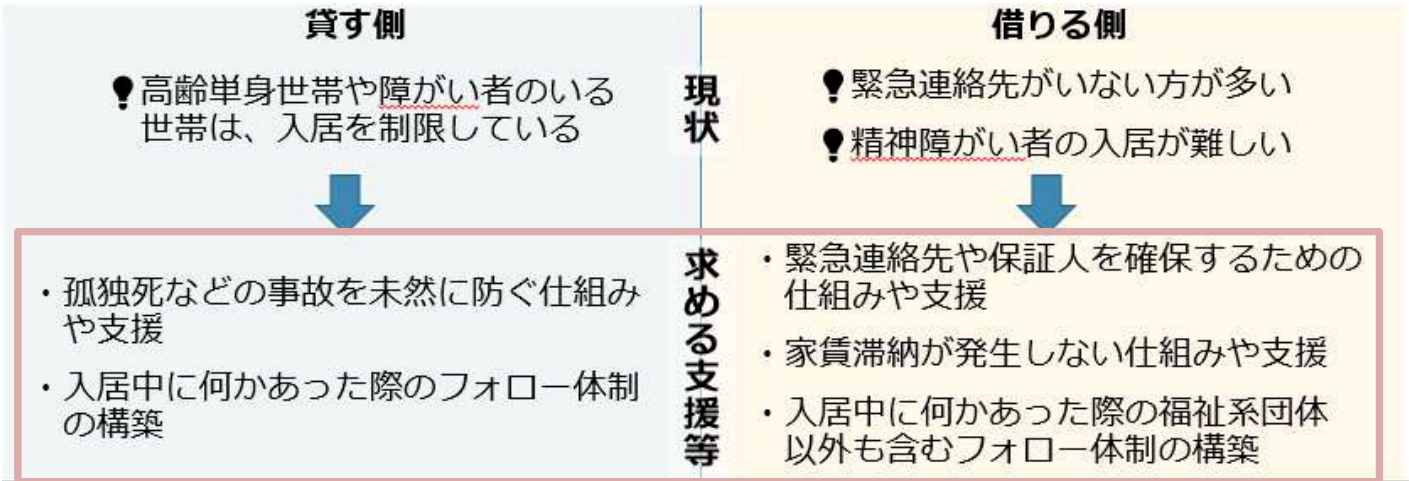 貸す側
高齢単身世帯や障がい者のいる
世帯は、入居を制限している
現状
借りる側
緊急連絡先がいない方が多い
精神障がい者の入居が難しい
・孤独死などの事故を未然に防ぐ仕組み
や支援
・入居中に何かあった際のフォロー体制
の構築
求める支援等
・緊急連絡先や保証人を確保するための
仕組みや支援
・家賃滞納が発生しない仕組みや支援
・入居中に何かあった際の福祉系団体
以外も含むフォロー体制の構築